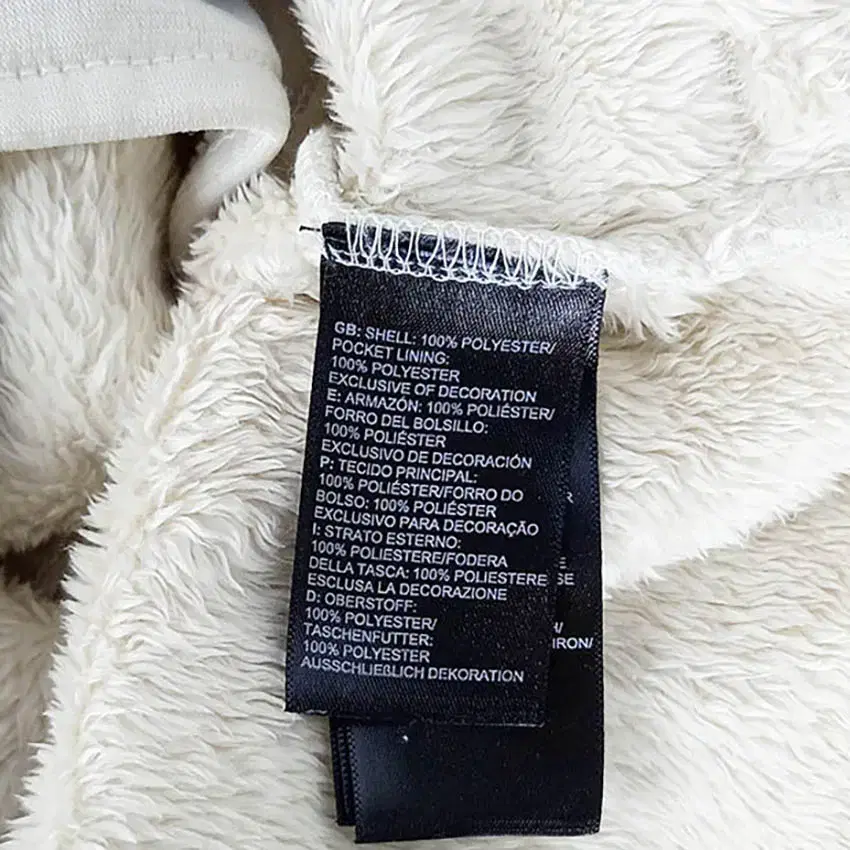 GB: SHELL: 100% POLYESTER/
POCKET LINING:
100% POLYESTER
EXCLUSIVE OF DECORATION
E: ARMAZÓN: 100% POLIÉSTER/
FORRO DEL BOLSILLO:
100% POLIÉSTER
EXCLUSIVO DE DECORACIÓN
P: TECIDO PRINCIPAL:
100% POLIÉSTER/FORRO DO
BOLSO: 100% POLIÉSTER
EXCLUSIVO PARA DECORAÇÃO
I: STRATO ESTERNO:
100% POLIESTERE/FODERA
DELLA TASCA: 100% POLIESTERE
ESCLUSA LA DECORAZIONE
D: OBERSTOFF:
100% POLYESTER/
TASCHENFUTTER:
100% POLYESTER
AUSSCHLIEßLICH DEKORATION
SE
IRON/